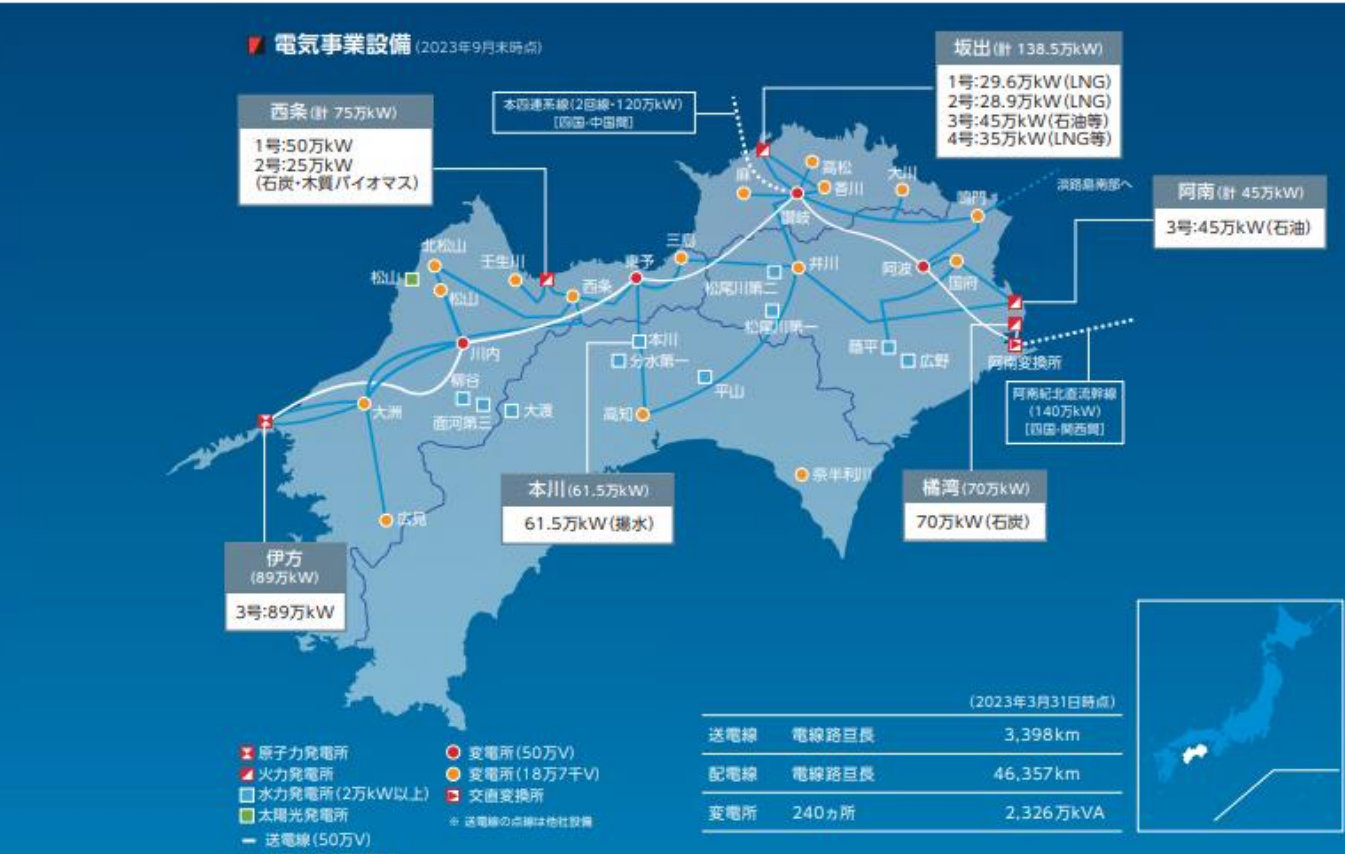 電気事業設備 (2023年9月末時点)
西条(計 75万kW)
1号:50万kW
2号:25万kW
(石炭・木質バイオマス)
本四連系線(2回線・120万kW)
[四国-中国間]
坂出(計 138.5万kW)
1号:29.6万kW(LNG)
2号:28.9万kW(LNG)
3号:45万kW(石油等)
4号:35万kW(LNG等)
阿南(計 45万kW)
3号:45万kW(石油)
淡路島南部へ
高松
麻
香川
大川
讃岐
鳴門
北松山
壬生川
三島
東予
松山
松山
西条
井川
阿波
国府
松尾川第二
松尾川第一
川内
本川
分水第一
蔭平
広野
阿南変換所
柳谷
大洲
面河第三
大渡
平山
高知
阿南紀北直流幹線
(140万kW)
[四国-関西間]
奈半利川
広見
本川(61.5万kW)
61.5万kW(揚水)
橘湾(70万kW)
70万kW(石炭)
伊方
(89万kW)
3号:89万kW
原子力発電所
火力発電所
水力発電所(2万kW以上)
太陽光発電所
送電線(50万V)
変電所(50万V)
変電所(18万7千V)
交直変換所
※ 送電線の点線は他社設備
(2023年3月31日時点)
送電線 電線路亘長 3,398km
配電線 電線路亘長 46,357km
変電所 240ヵ所 2,326万kVA